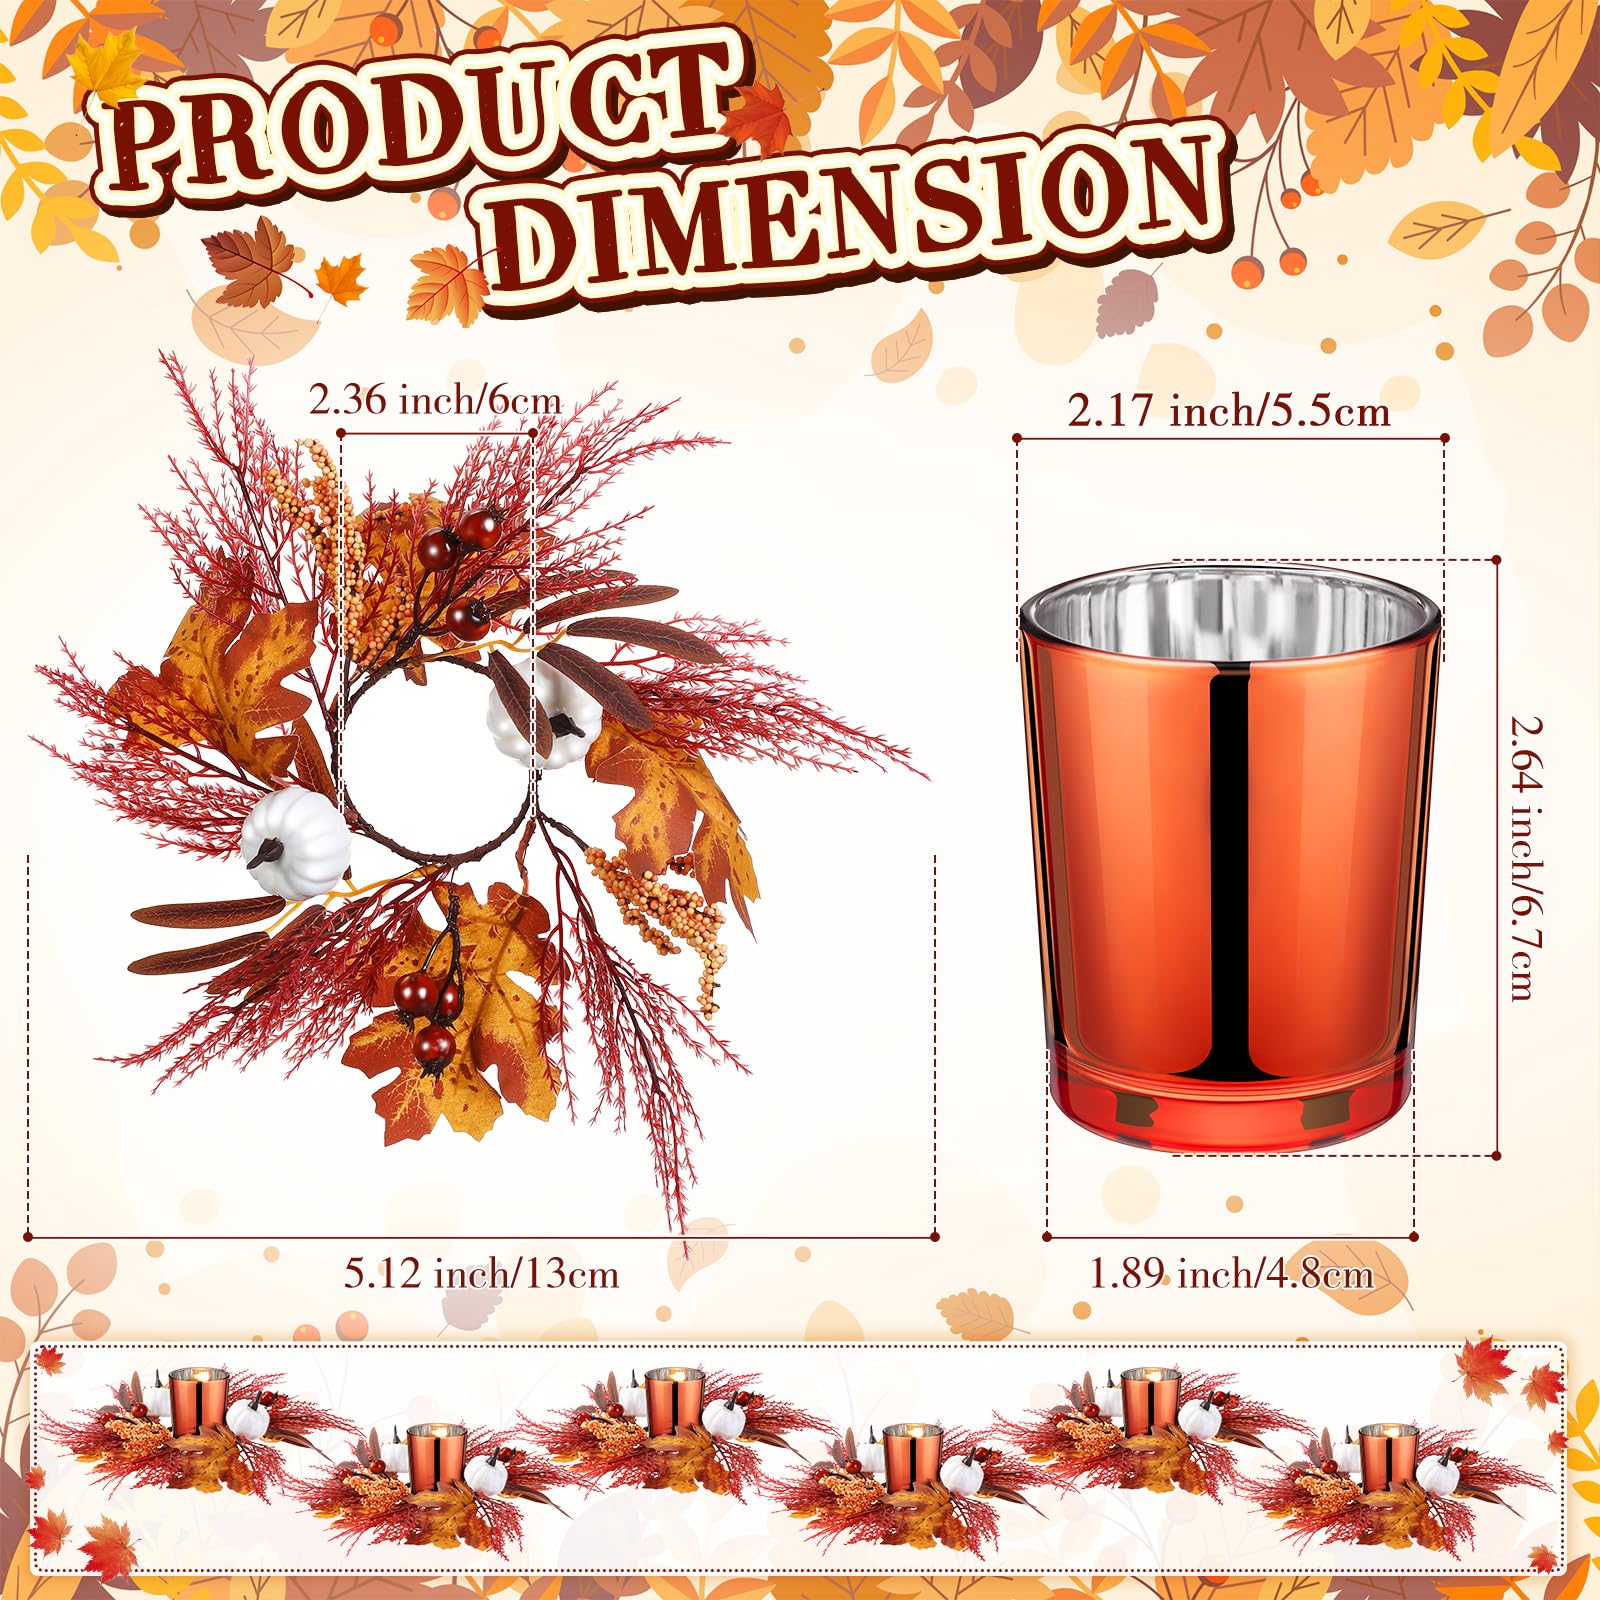 PRODUCT
DIMENSION
2.36 inch/6cm
2.17 inch/5.5cm
2.64 inch/6.7cm
5.12 inch/13cm
1.89 inch/4.8cm